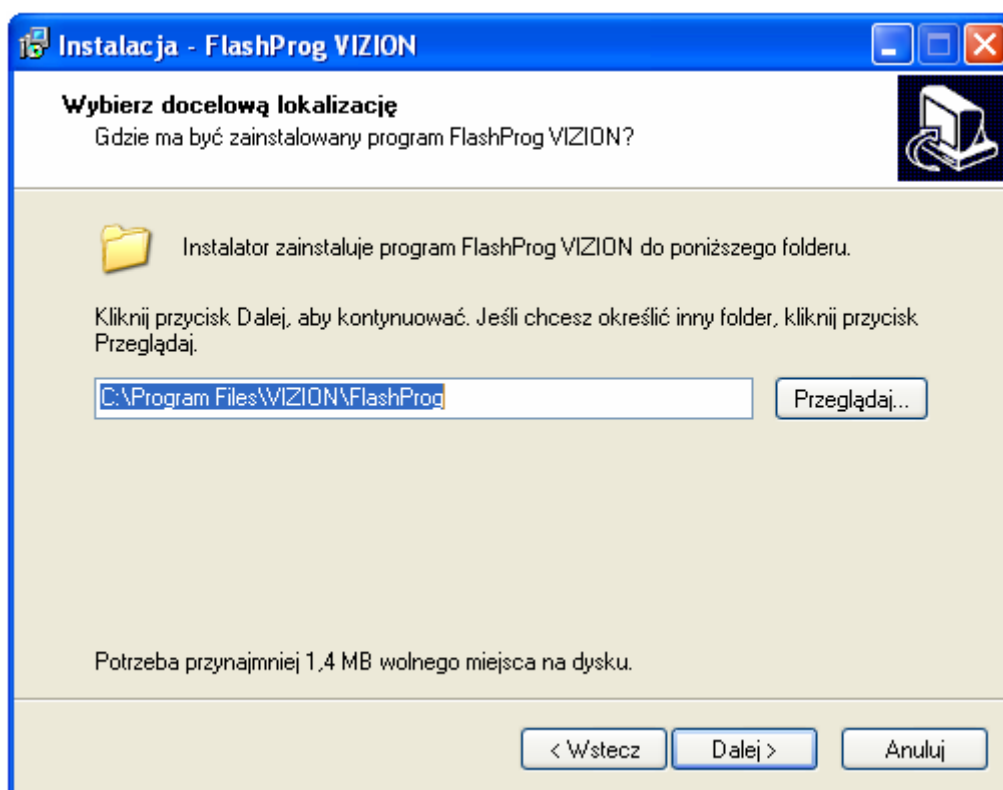 Instalacja - FlashProg VIZION
Wybierz docelową lokalizację
Gdzie ma być zainstalowany program FlashProg VIZION?
Instalator zainstaluje program FlashProg VIZION do poniższego folderu.
Kliknij przycisk Dalej, aby kontynuować. Jeśli chcesz określić inny folder, kliknij przycisk
Przeglądaj.
C:\Program Files\VIZION\FlashProg
Przeglądaj...
Potrzeba przynajmniej 1,4 MB wolnego miejsca na dysku.
< Wstecz
Dalej >
Anuluj